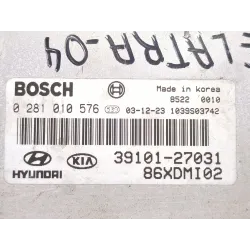 ELATRA-04
BOSCH
Made in korea
8522 0010
0 281 010 576 03-12-23 1039S03742
HYUNDAI KIA 39101-27031
86XDMI02